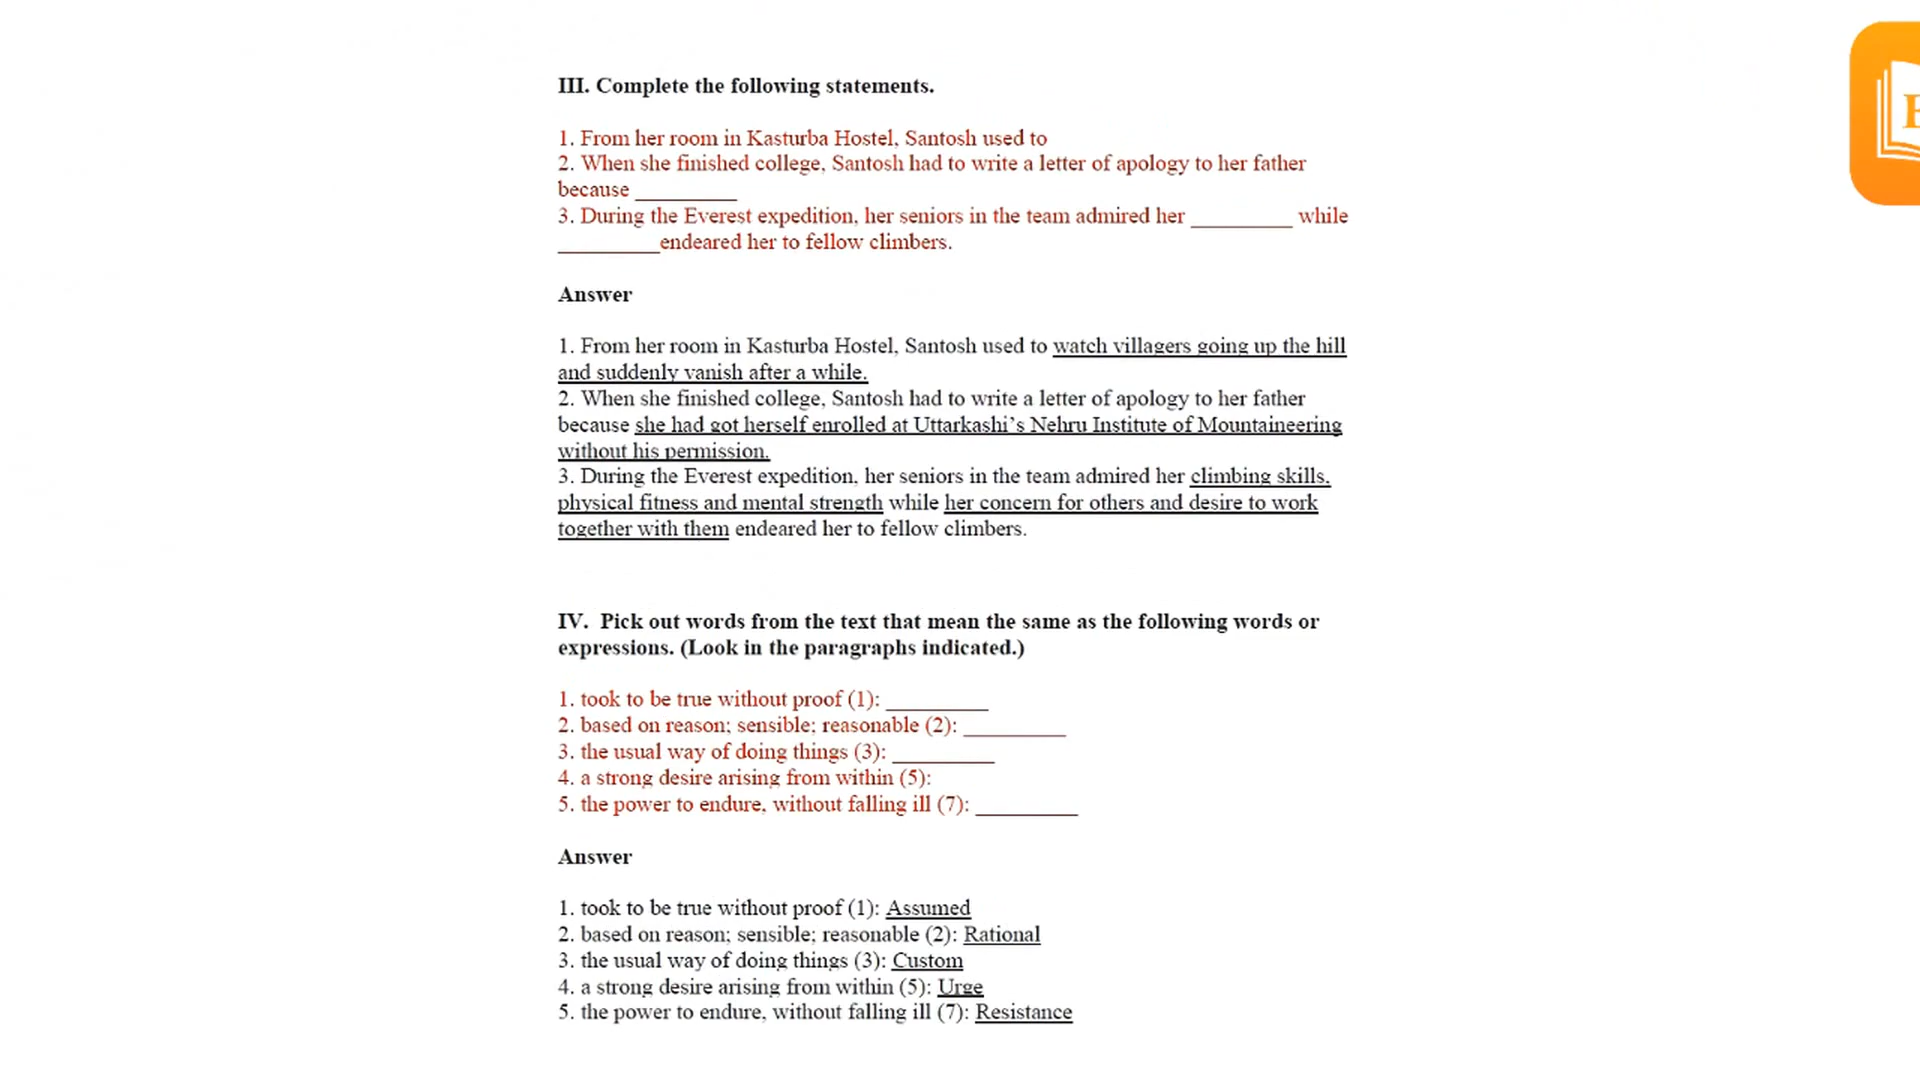 III. Complete the following statements.
1. From her room in Kasturba Hostel, Santosh used to
2. When she finished college, Santosh had to write a letter of apology to her father
because __________
3. During the Everest expedition, her seniors in the team admired her __________ while
__________endeared her to fellow climbers.
Answer
1. From her room in Kasturba Hostel, Santosh used to watch villagers going up the hill
and suddenly vanish after a while.
2. When she finished college, Santosh had to write a letter of apology to her father
because she had got herself enrolled at Uttarkashi’s Nehru Institute of Mountaineering
without his permission.
3. During the Everest expedition, her seniors in the team admired her climbing skills,
physical fitness and mental strength while her concern for others and desire to work
together with them endeared her to fellow climbers.
IV. Pick out words from the text that mean the same as the following words or
expressions. (Look in the paragraphs indicated.)
1. took to be true without proof (1): __________
2. based on reason; sensible; reasonable (2): __________
3. the usual way of doing things (3): __________
4. a strong desire arising from within (5):
5. the power to endure, without falling ill (7): __________
Answer
1. took to be true without proof (1): Assumed
2. based on reason; sensible; reasonable (2): Rational
3. the usual way of doing things (3): Custom
4. a strong desire arising from within (5): Urge
5. the power to endure, without falling ill (7): Resistance